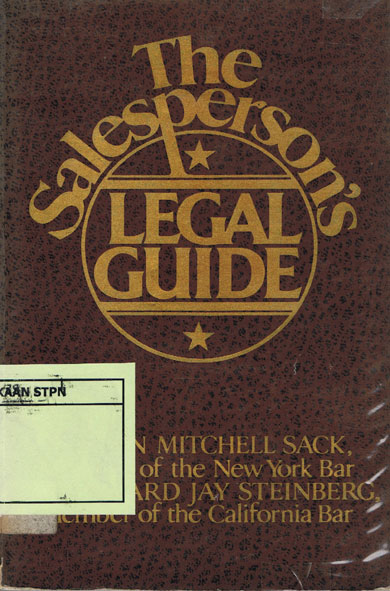 The
Salesperson's
LEGAL
GUIDE
KAAN STPN
N MITCHELL SACK,
of the New York Bar
ARD JAY STEINBERG,
ember of the California Bar